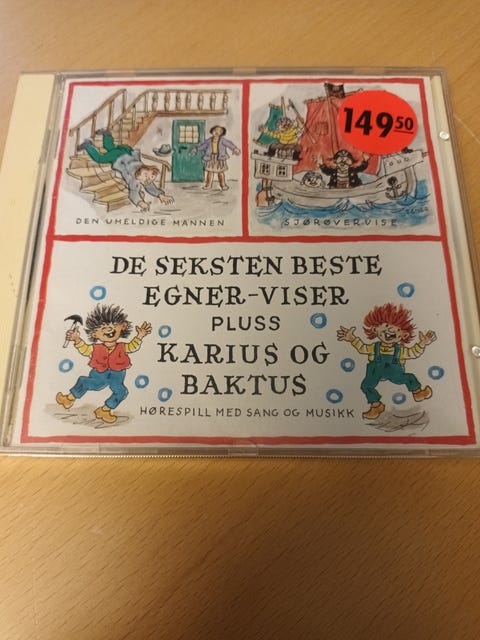 149 50
DEN UHELDIGE MANNEN
SJØRØVERVISE
DE SEKSTEN BESTE
EGNER-VISER
PLUSS
KARIUS OG
BAKTUS
HØRESPILL MED SANG OG MUSIKK